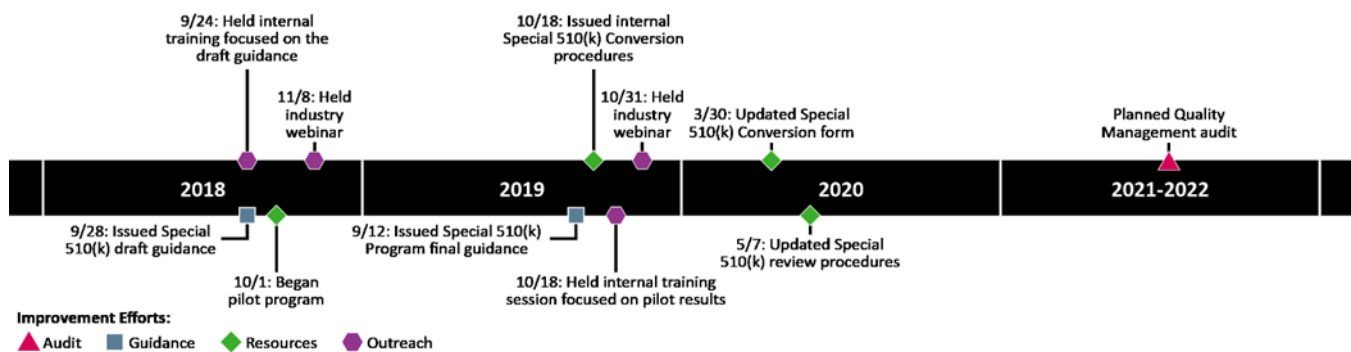 9/24: Held internal
training focused on the
draft guidance
11/8: Held
industry
webinar
10/18: Issued internal
Special 510(k) Conversion
procedures
10/31: Held
industry
webinar
3/30: Updated Special
510(k) Conversion form
Planned Quality
Management audit
2018
2019
2020
2021-2022
9/28: Issued Special
510(k) draft guidance
10/1: Began
pilot program
9/12: Issued Special 510(k)
Program final guidance
10/18: Held internal training
session focused on pilot results
5/7: Updated Special
510(k) review procedures
Improvement Efforts:
Audit
Guidance
Resources
Outreach